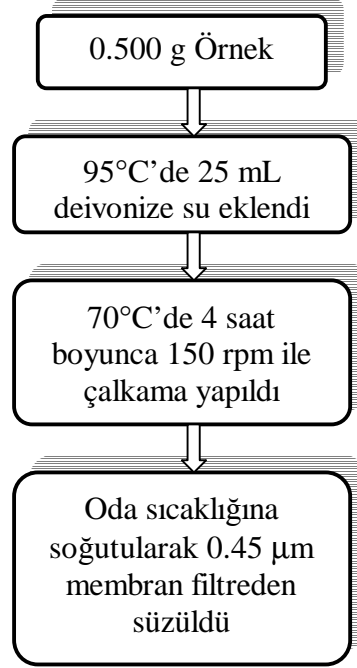 0.500 g Örnek
95°C’de 25 mL
deivonize su eklendi
70°C’de 4 saat
boyunca 150 rpm ile
çalkama yapıldı
Oda sıcaklığına
soğutularak 0.45 µm
membran filtreden
süzüldü